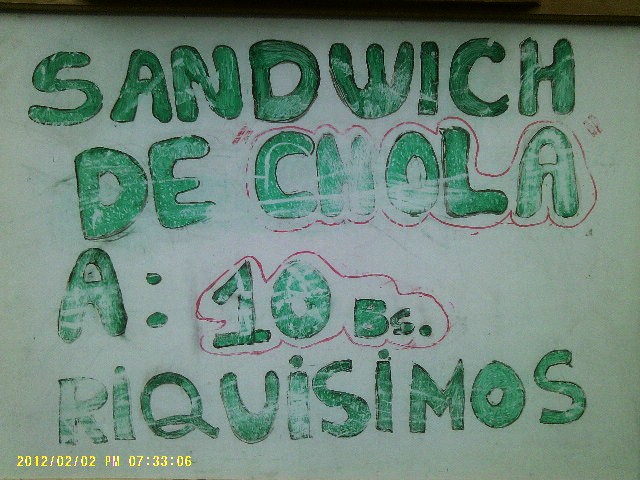 SANDWICH
DE "CHOLA"
A: 10 Bs.
RIQUISIMOS
2012/02/02 PM 07:33:06